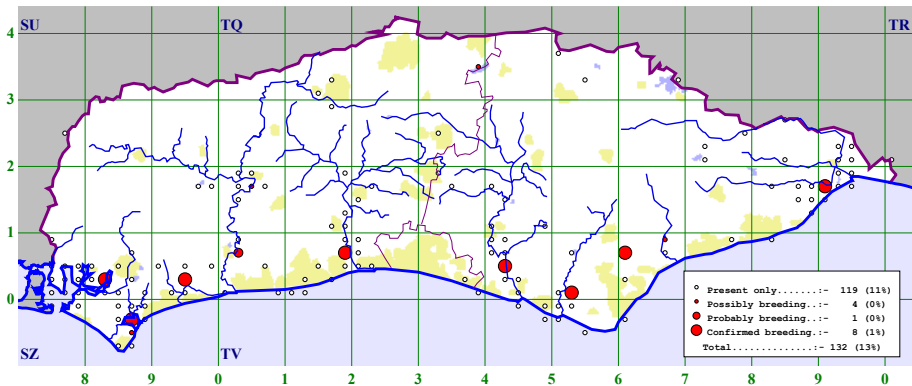 SU TQ TR
4
3
2
1
0
Present only.......:- 119 (11%)
Possibly breeding..:- 4 (0%)
Probably breeding..:- 1 (0%)
Confirmed breeding:- 8 (1%)
Total.............:- 132 (13%)
SZ TV
8 9 0 1 2 3 4 5 6 7 8 9 0